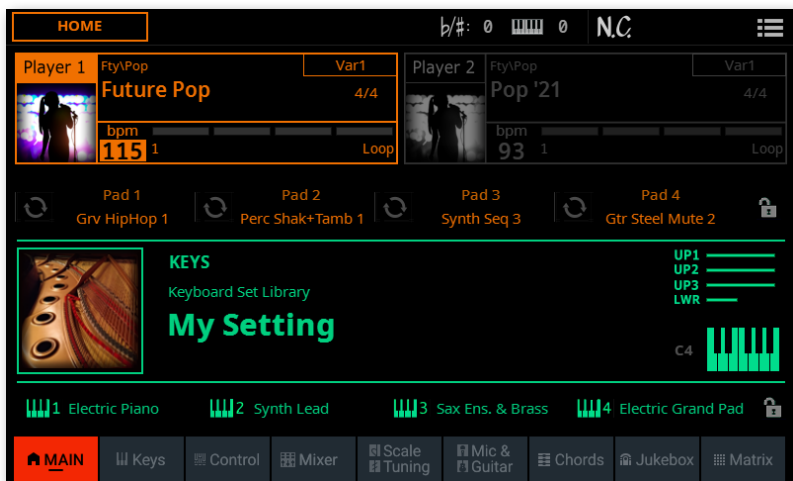 HOME
b/#: 0 0 N.C.
Player 1 Fty\Pop Var1
Future Pop 4/4
bpm
115 1 Loop
Player 2 Fty\Pop Var1
Pop '21 4/4
bpm
93 1 Loop
Pad 1 Pad 2 Pad 3 Pad 4
Grv HipHop 1 Perc Shak+Tamb 1 Synth Seq 3 Gtr Steel Mute 2
KEYS
Keyboard Set Library
My Setting
UP1
UP2
UP3
LWR
C4
1 Electric Piano 2 Synth Lead 3 Sax Ens. & Brass 4 Electric Grand Pad
MAIN Keys Control Mixer Scale Tuning Mic & Guitar Chords Jukebox Matrix